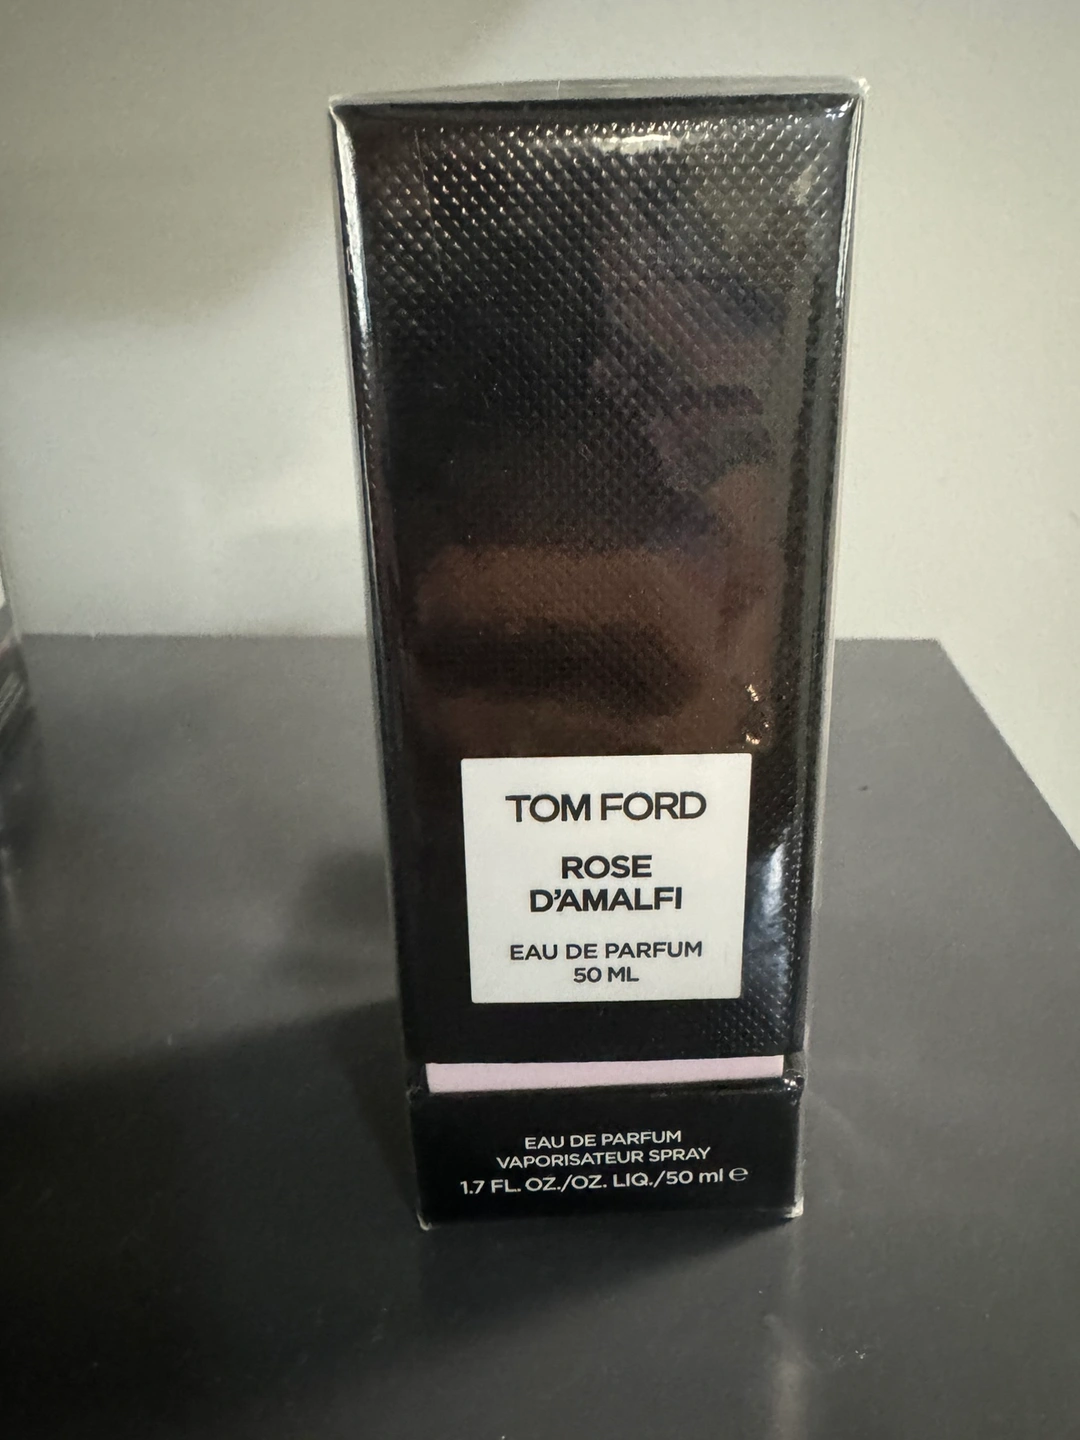 TOM FORD
ROSE
D'AMALFI
EAU DE PARFUM
50 ML
EAU DE PARFUM
VAPORISATEUR SPRAY
1.7 FL. OZ./OZ. LIQ./50 ml ℮